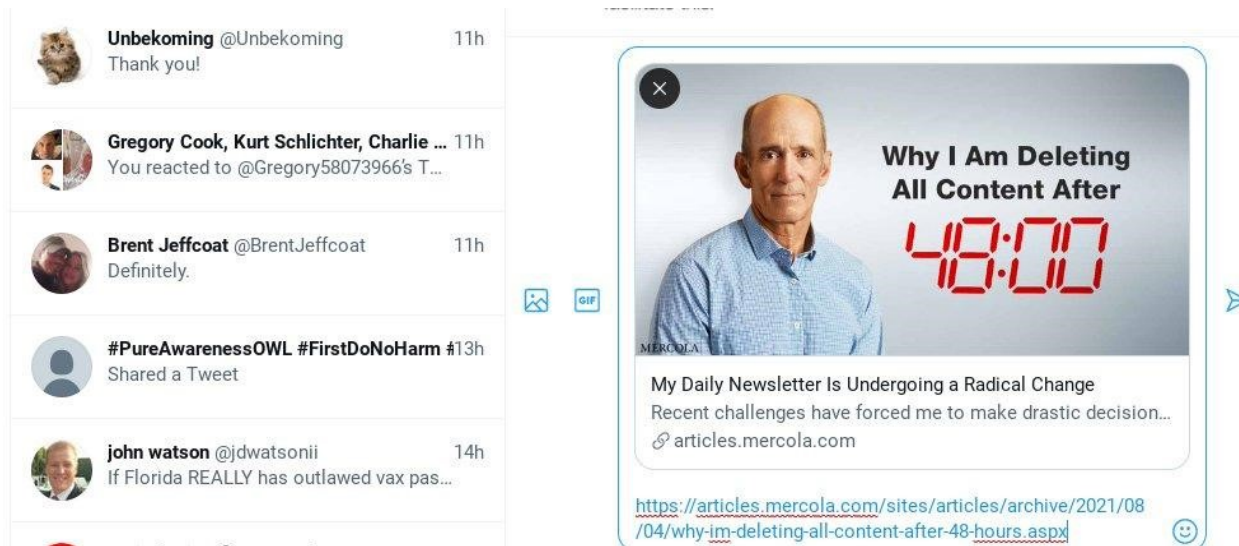 Unbekoming @Unbekoming 11h
Thank you!
Gregory Cook, Kurt Schlichter, Charlie ... 11h
You reacted to @Gregory58073966's T...
Brent Jeffcoat @BrentJeffcoat 11h
Definitely.
#PureAwarenessOWL #FirstDoNoHarm #13h
Shared a Tweet
john watson @jdwatsonii 14h
If Florida REALLY has outlawed vax pas...
GIF
Why I Am Deleting
All Content After
48:00
MERCOLA
My Daily Newsletter Is Undergoing a Radical Change
Recent challenges have forced me to make drastic decision...
articles.mercola.com
https://articles.mercola.com/sites/articles/archive/2021/08
/04/why-im-deleting-all-content-after-48-hours.aspx